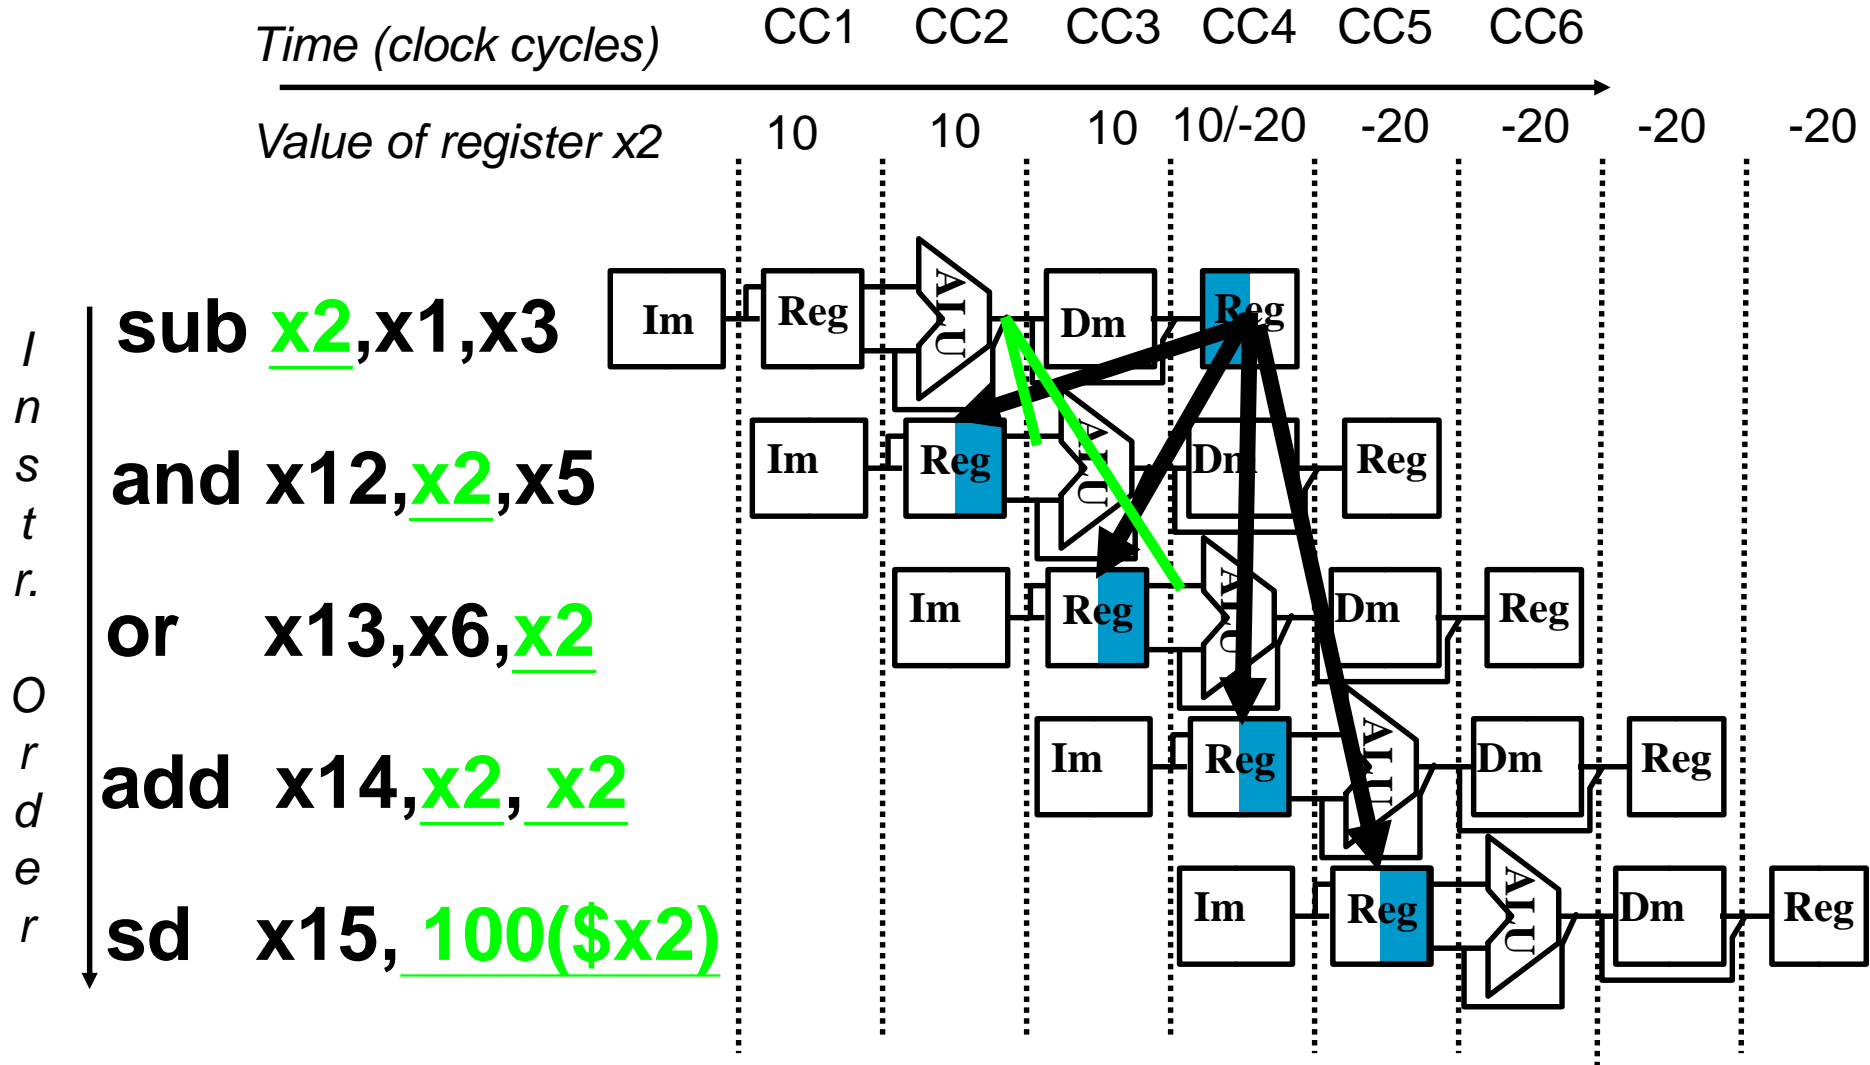 Time (clock cycles) CC1 CC2 CC3 CC4 CC5 CC6
Value of register x2 10 10 10 10/-20 -20 -20 -20 -20
Instr. Order
sub x2,x1,x3 Im Reg ALU Dm Reg
and x12,x2,x5 Im Reg ALU Dm Reg
or x13,x6,x2 Im Reg ALU Dm Reg
add x14,x2, x2 Im Reg ALU Dm Reg
sd x15, 100($x2) Im Reg ALU Dm Reg